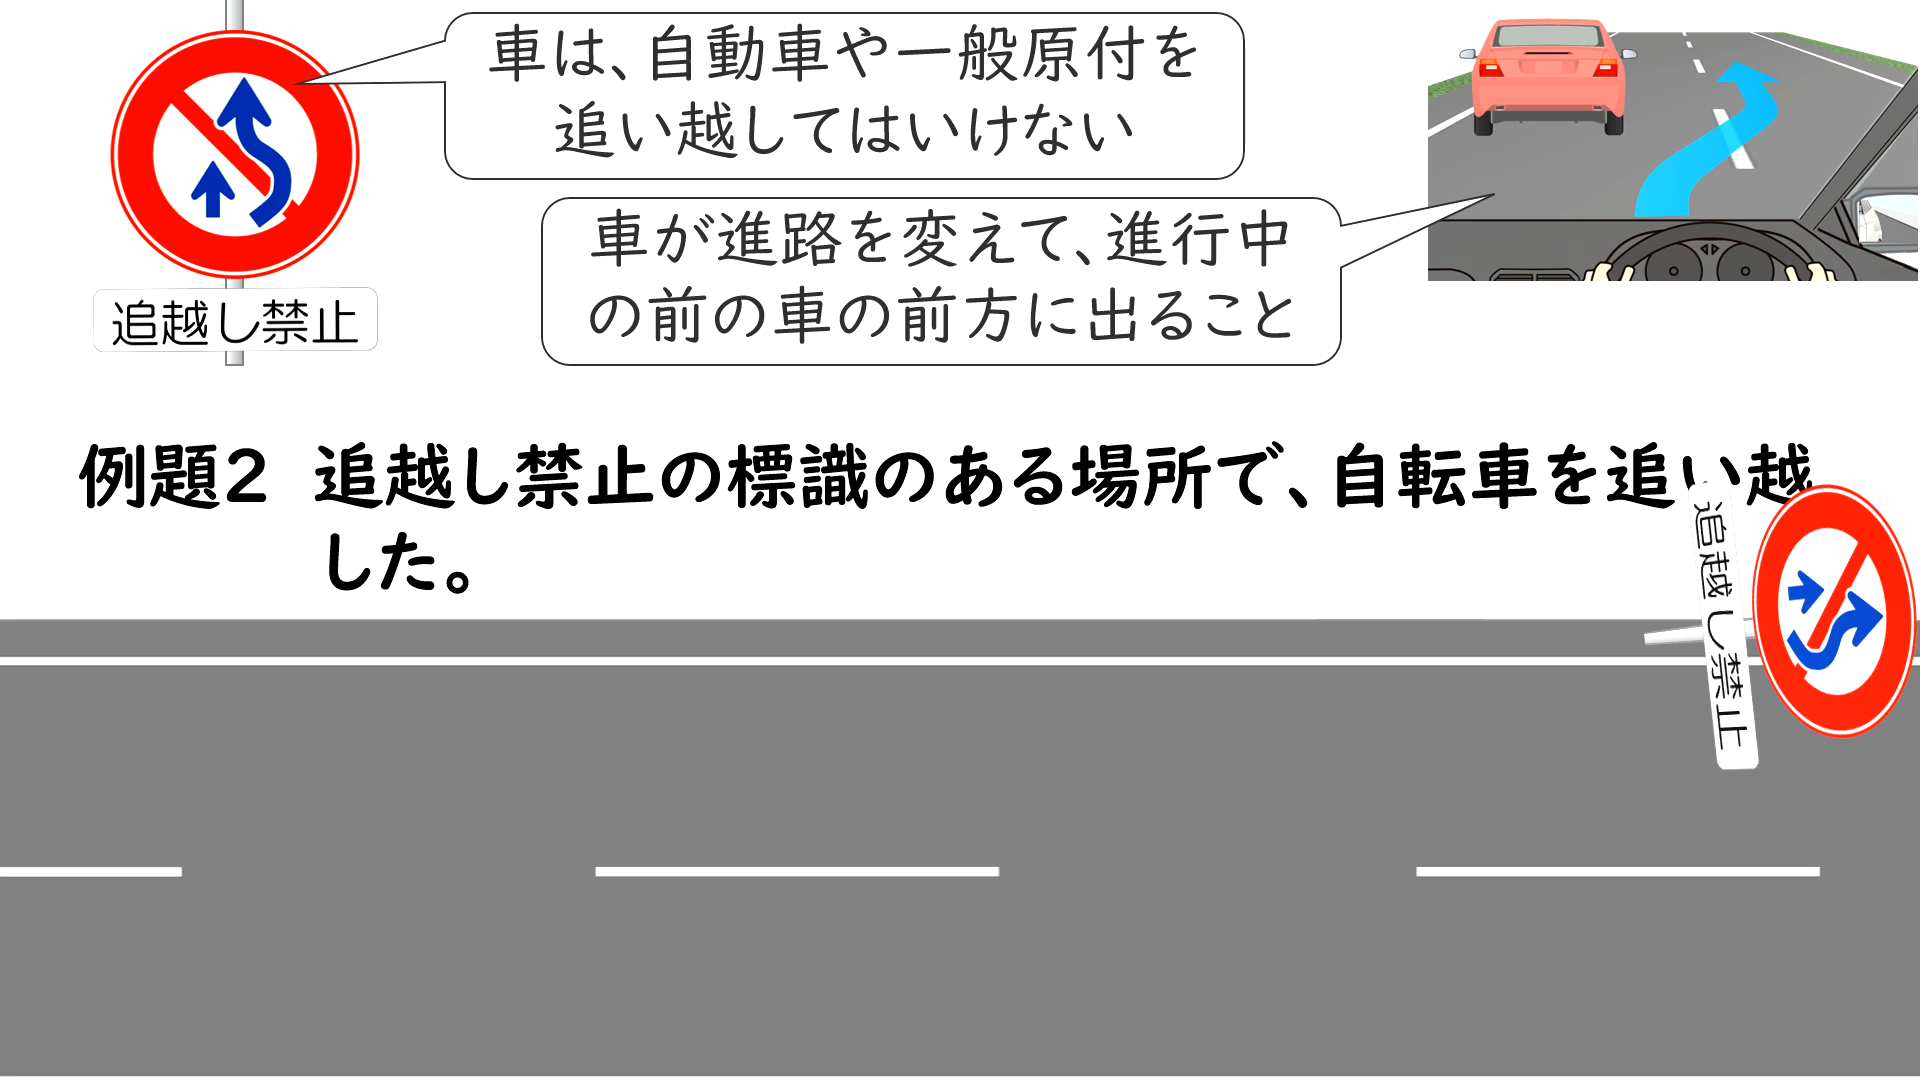 車は、自動車や一般原付を
追い越してはいけない
追越し禁止
車が進路を変えて、進行中
の前の車の前方に出ること
例題2 追越し禁止の標識のある場所で、自転車を追い越
した。
追越し禁止